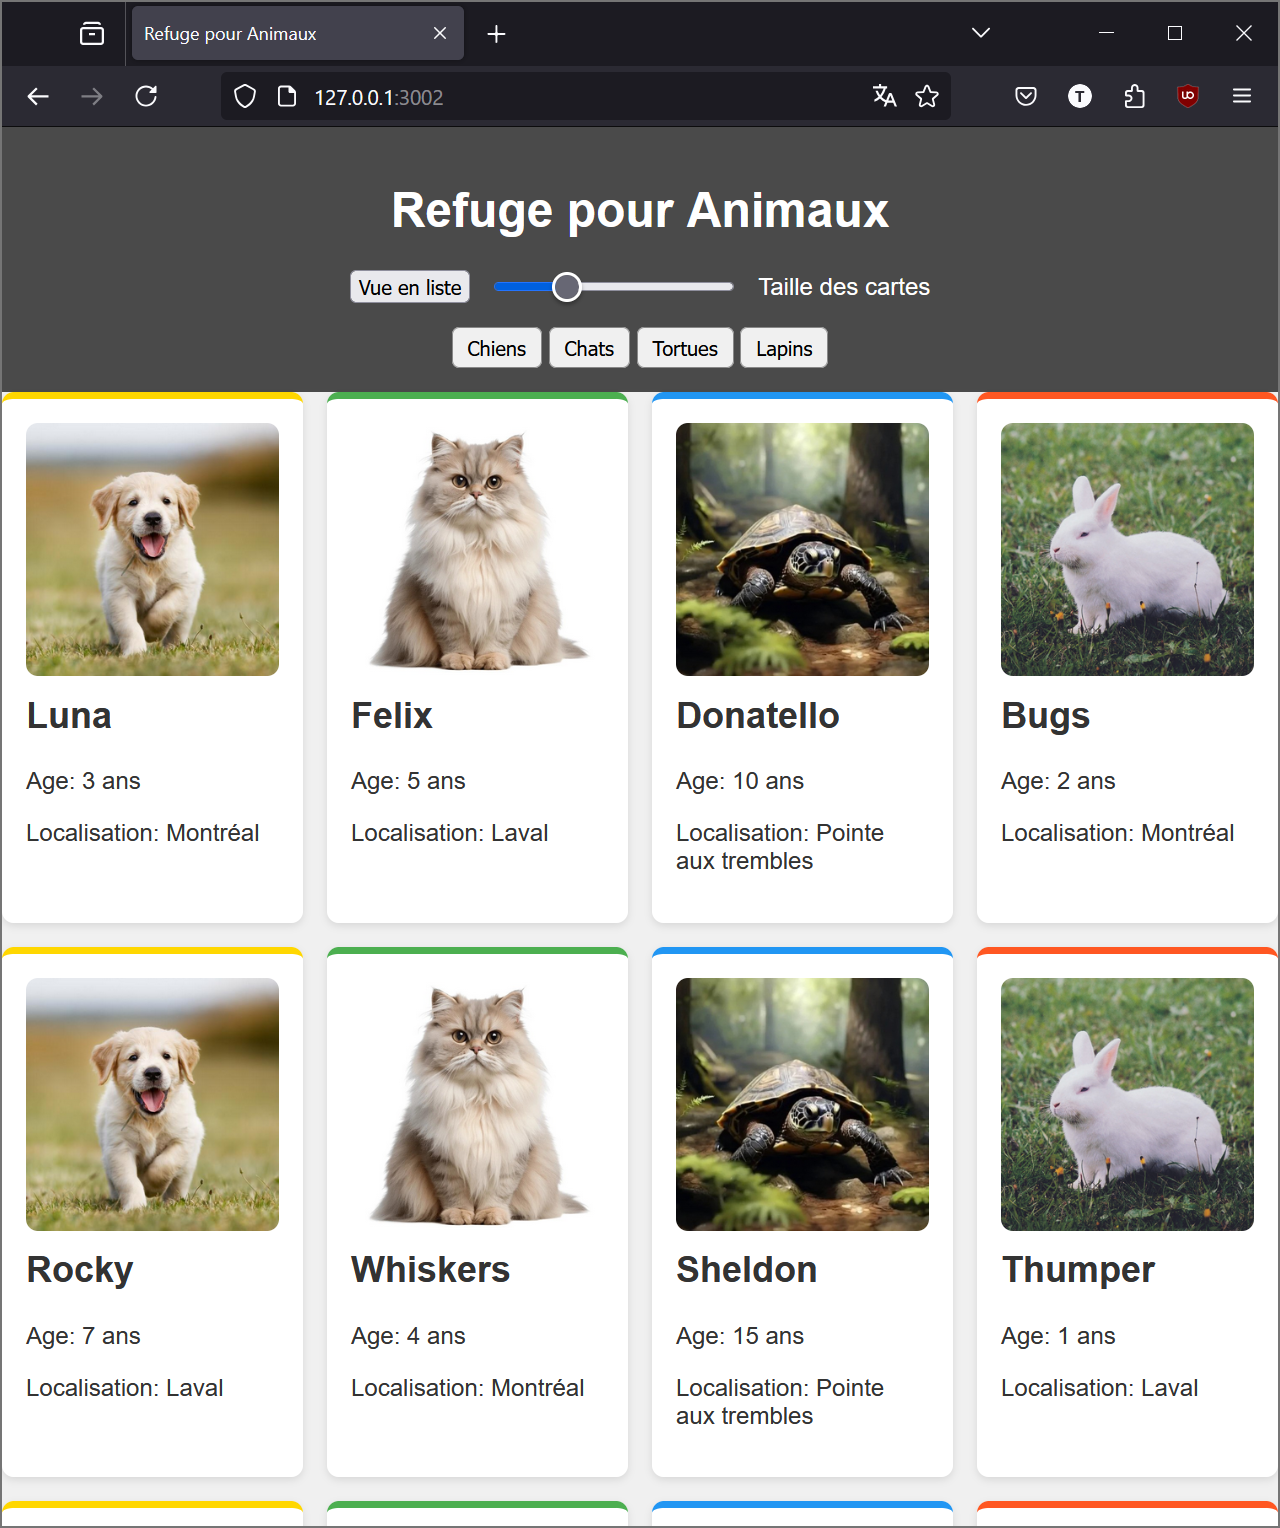 Refuge pour Animaux
127.0.0.1:3002
T
Refuge pour Animaux
Vue en liste
Taille des cartes
Chiens
Chats
Tortues
Lapins
Luna
Age: 3 ans
Localisation: Montréal
Felix
Age: 5 ans
Localisation: Laval
Donatello
Age: 10 ans
Localisation: Pointe
aux trembles
Bugs
Age: 2 ans
Localisation: Montréal
Rocky
Age: 7 ans
Localisation: Laval
Whiskers
Age: 4 ans
Localisation: Montréal
Sheldon
Age: 15 ans
Localisation: Pointe
aux trembles
Thumper
Age: 1 ans
Localisation: Laval